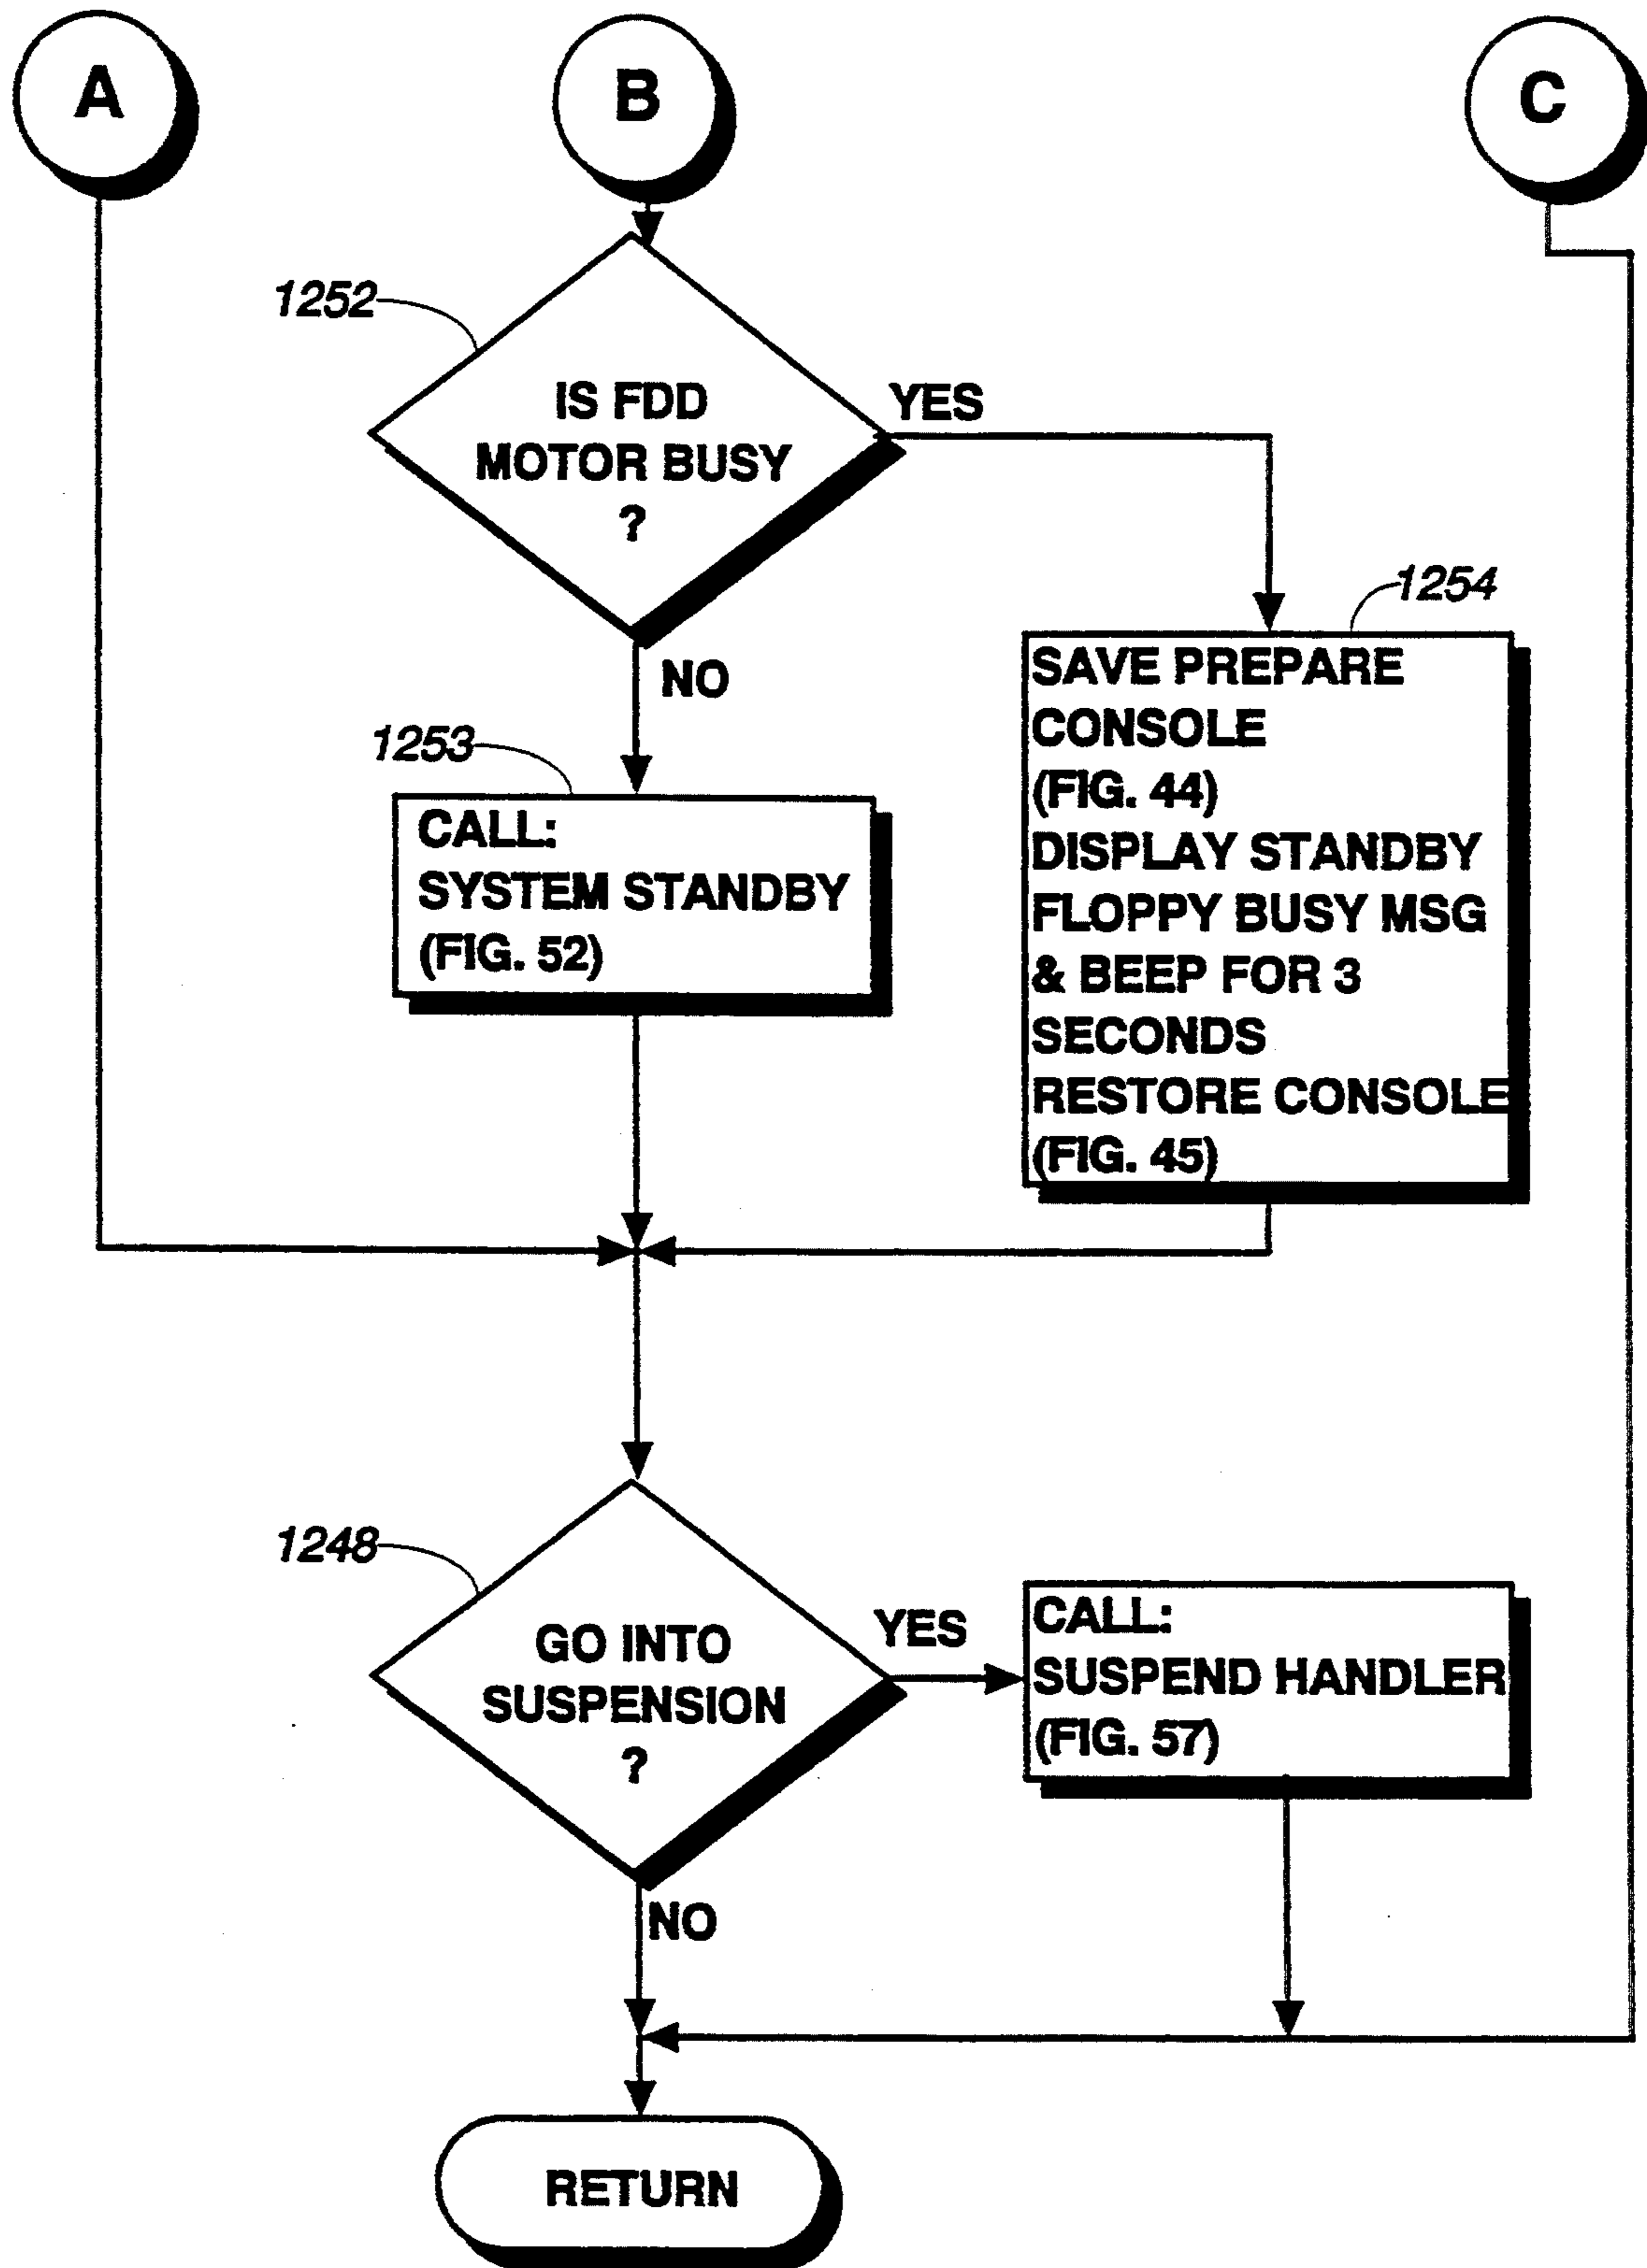 A
B
C
1252
IS FDD
MOTOR BUSY
?
YES
NO
1254
SAVE PREPARE
CONSOLE
(FIG. 44)
DISPLAY STANDBY
FLOPPY BUSY MSG
& BEEP FOR 3
SECONDS
RESTORE CONSOLE
(FIG. 45)
1253
CALL:
SYSTEM STANDBY
(FIG. 52)
1248
GO INTO
SUSPENSION
?
YES
CALL:
SUSPEND HANDLER
(FIG. 57)
NO
RETURN